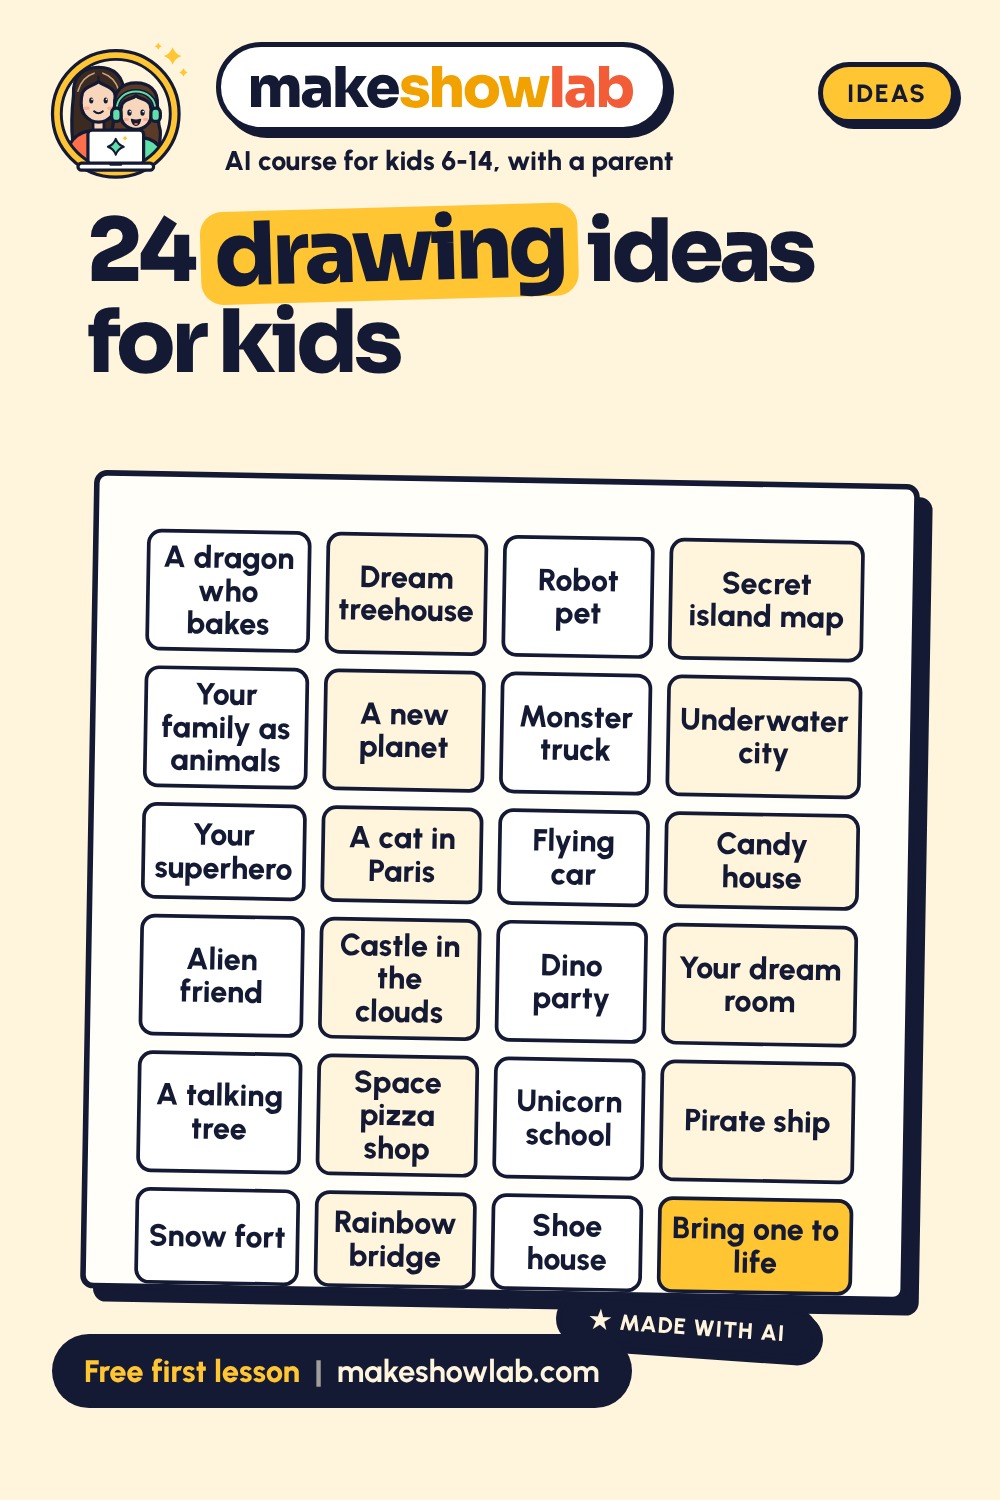 makeshowlab
IDEAS
AI course for kids 6-14, with a parent
24 drawing ideas
for kids
A dragon
who
bakes
Dream
treehouse
Robot
pet
Secret
island map
Your
family as
animals
A new
planet
Monster
truck
Underwater
city
Your
superhero
A cat in
Paris
Flying
car
Candy
house
Alien
friend
Castle in
the
clouds
Dino
party
Your dream
room
A talking
tree
Space
pizza
shop
Unicorn
school
Pirate ship
Snow fort
Rainbow
bridge
Shoe
house
Bring one to
life
★ MADE WITH AI
Free first lesson | makeshowlab.com